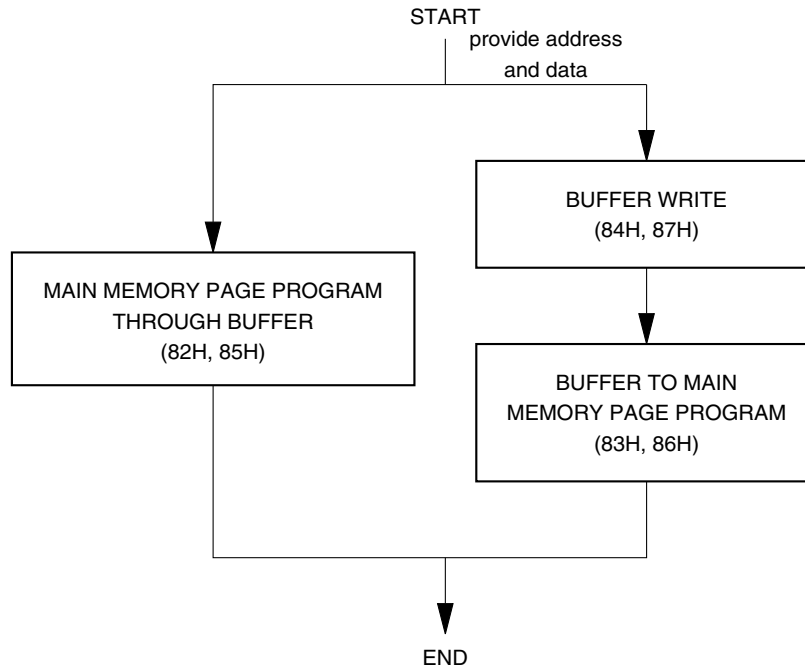 START
provide address
and data
BUFFER WRITE
(84H, 87H)
MAIN MEMORY PAGE PROGRAM
THROUGH BUFFER
(82H, 85H)
BUFFER TO MAIN
MEMORY PAGE PROGRAM
(83H, 86H)
END